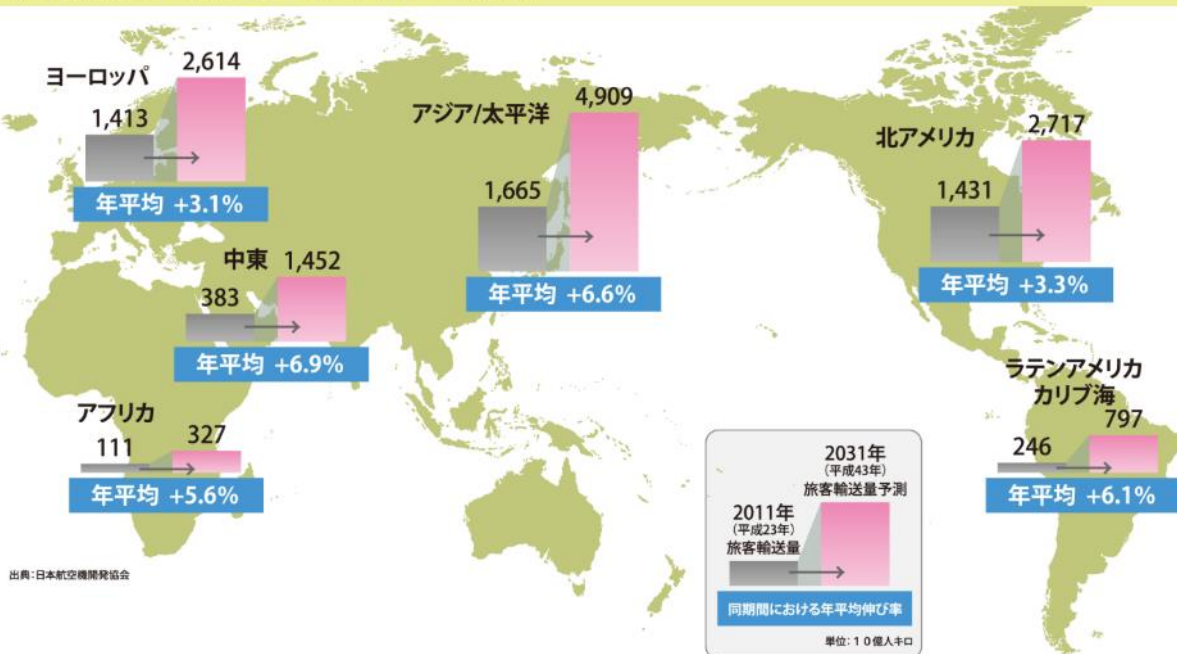 ヨーロッパ
1,413
2,614
年平均 +3.1%
中東
383
1,452
年平均 +6.9%
アフリカ
111
327
年平均 +5.6%
アジア/太平洋
1,665
4,909
年平均 +6.6%
北アメリカ
1,431
2,717
年平均 +3.3%
ラテンアメリカ
カリブ海
246
797
年平均 +6.1%
2031年
(平成43年)
旅客輸送量予測
2011年
(平成23年)
旅客輸送量
同期間における年平均伸び率
単位：１０億人キロ
出典：日本航空機開発協会